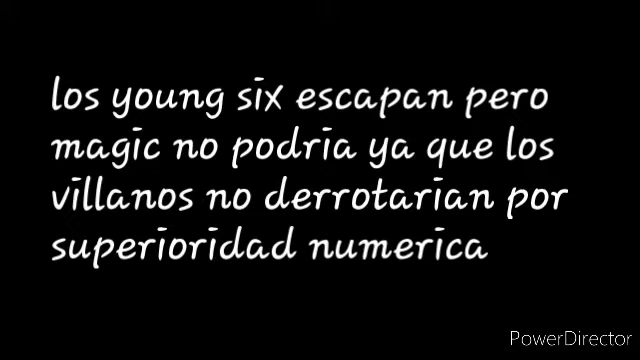 los young six escapan pero
magic no podria ya que los
villanos no derrotarian por
superioridad numerica
PowerDirector